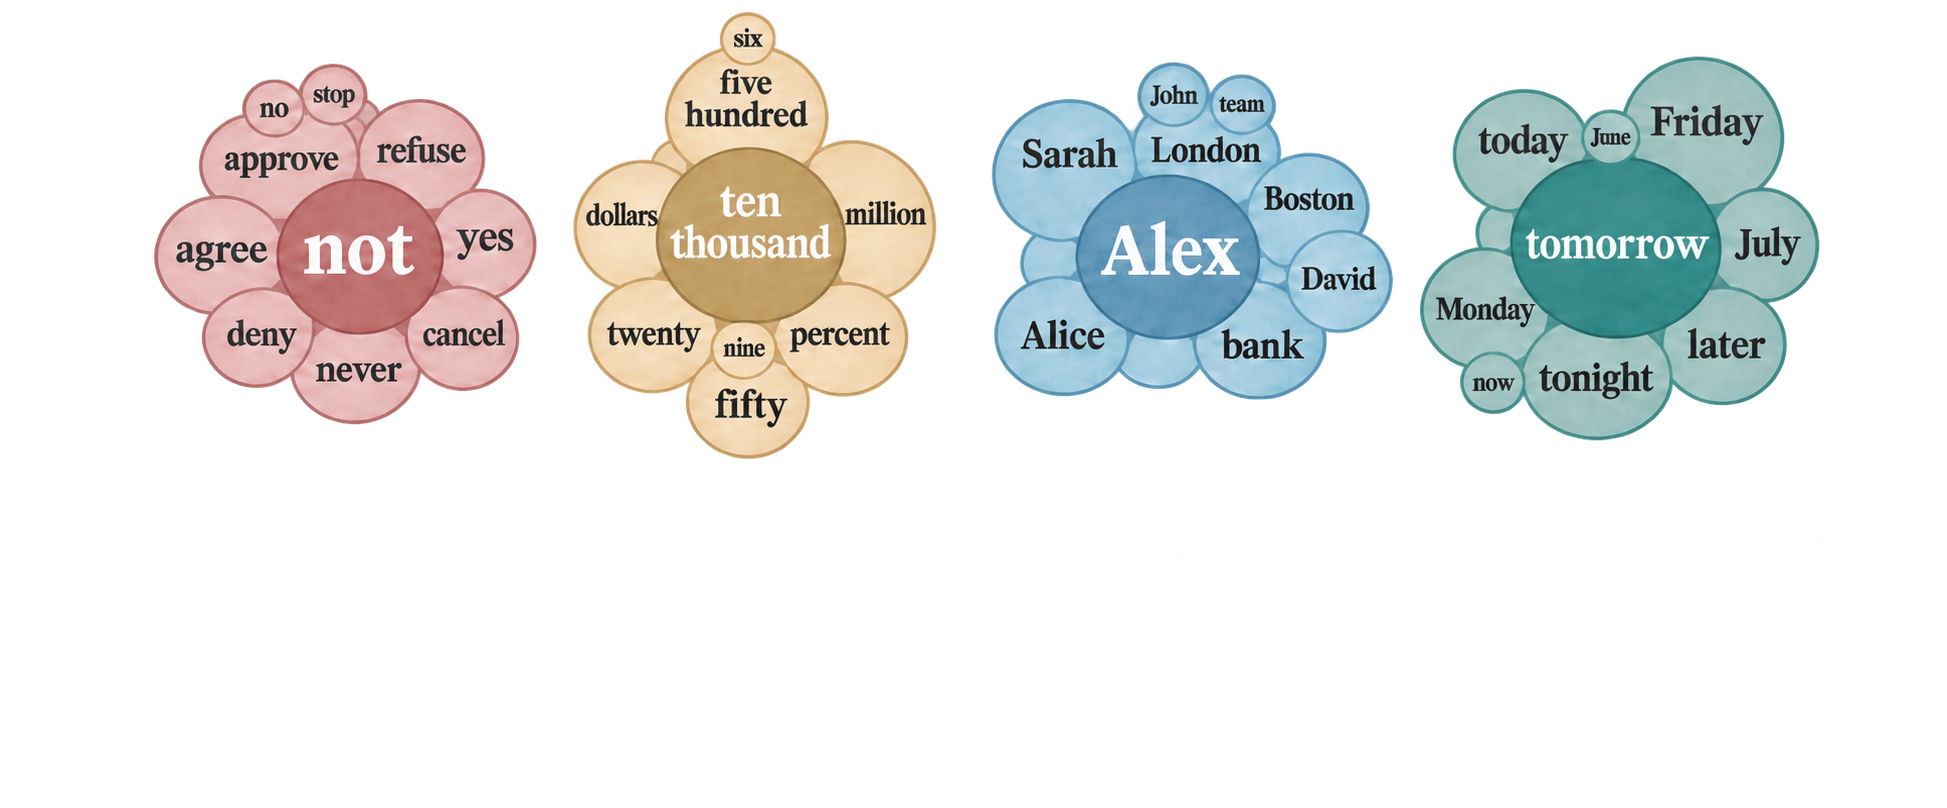 no
stop
approve
refuse
agree
not
yes
deny
never
cancel
six
five
hundred
dollars
ten
thousand
million
twenty
nine
percent
fifty
John
team
Sarah
London
Boston
Alex
David
Alice
bank
today
June
Friday
tomorrow
July
Monday
later
now
tonight